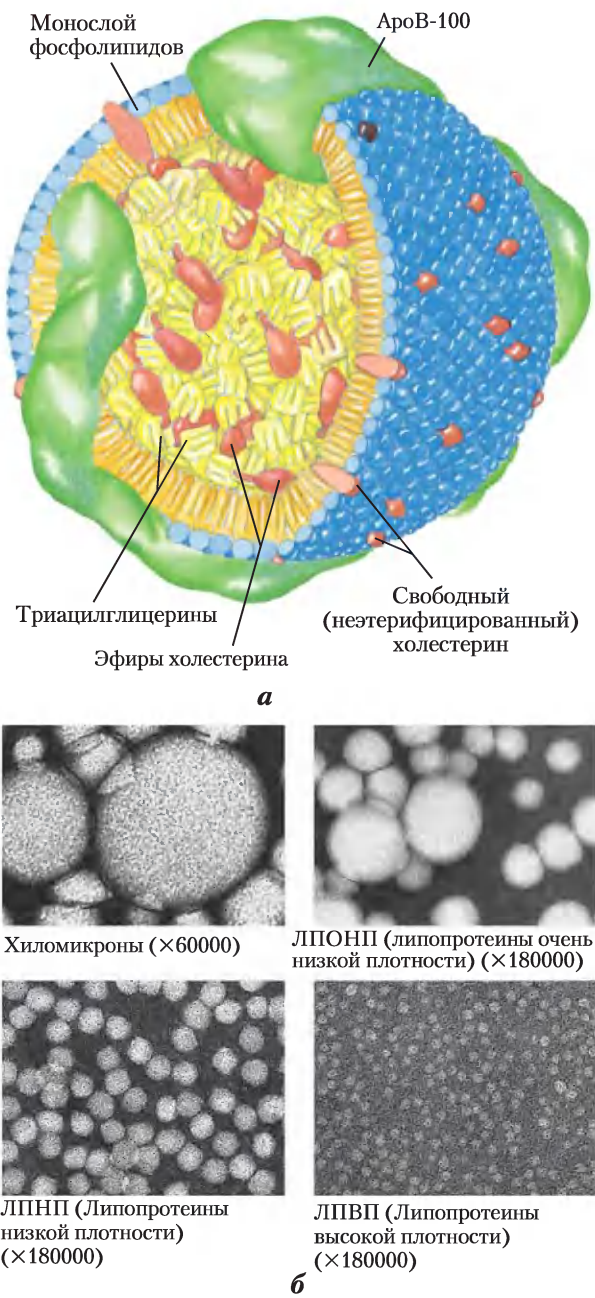 Монослой
фосфолипидов
ApoB-100
Триацилглицерины
Эфиры холестерина
Свободный
(неэтерифицированный)
холестерин
а
Хиломикроны (×60000)
ЛПОНП (липопротеины очень
низкой плотности) (×180000)
ЛПНП (Липопротеины
низкой плотности)
(×180000)
ЛПВП (Липопротеины
высокой плотности)
(×180000)
б